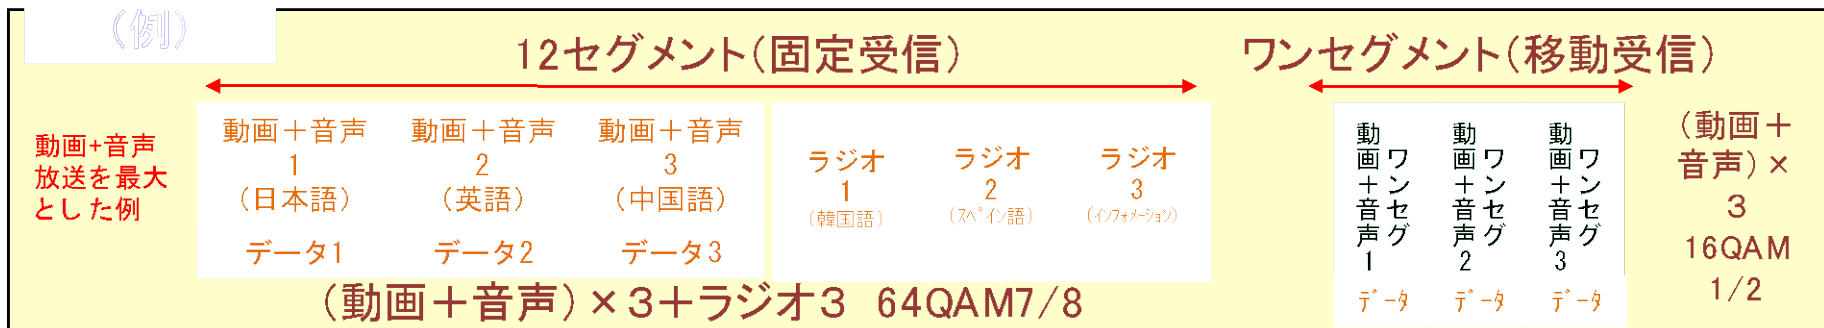 (例)
12セグメント(固定受信)
ワンセグメント(移動受信)
動画+音声
放送を最大
とした例
動画+音声
1
(日本語)
データ1
動画+音声
2
(英語)
データ2
動画+音声
3
(中国語)
データ3
ラジオ
1
(韓国語)
ラジオ
2
(スペイン語)
ラジオ
3
(インフォメーション)
(動画+音声)×3+ラジオ3 64QAM7/8
ワンセグ
動画+音声1
データ
ワンセグ
動画+音声2
データ
ワンセグ
動画+音声3
データ
(動画+
音声)×
3
16QAM
1/2